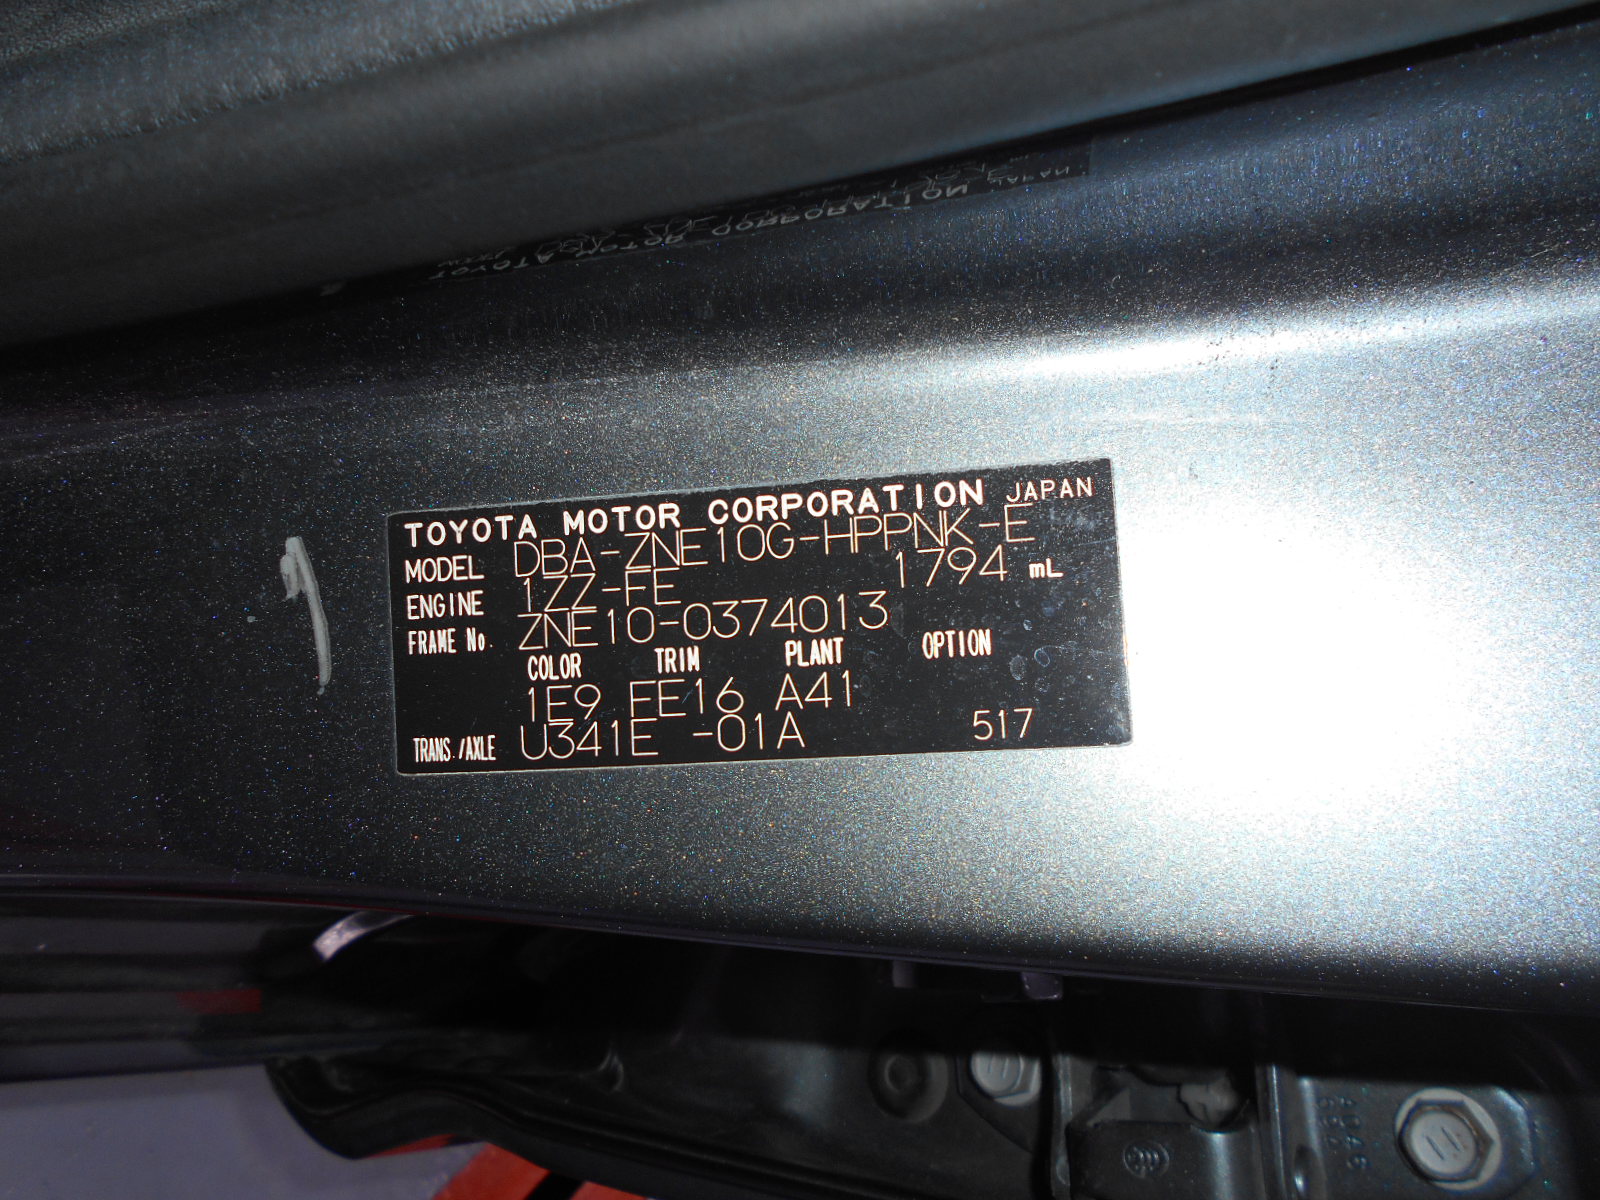 TOYOTA MOTOR CORPORATION JAPAN
MODEL DBA-ZNE10G-HPPNK-E
ENGINE 1ZZ-FE 1794 mL
FRAME No. ZNE10-0374013
COLOR TRIM PLANT OPTION
1E9 FE16 A41
TRANS./AXLE U341E -01A 517